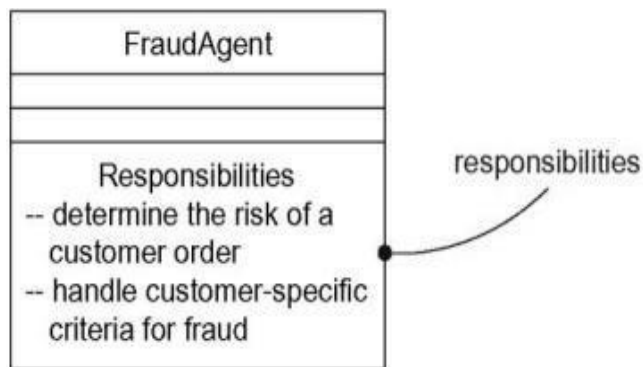 FraudAgent
Responsibilities
-- determine the risk of a
customer order
-- handle customer-specific
criteria for fraud
responsibilities